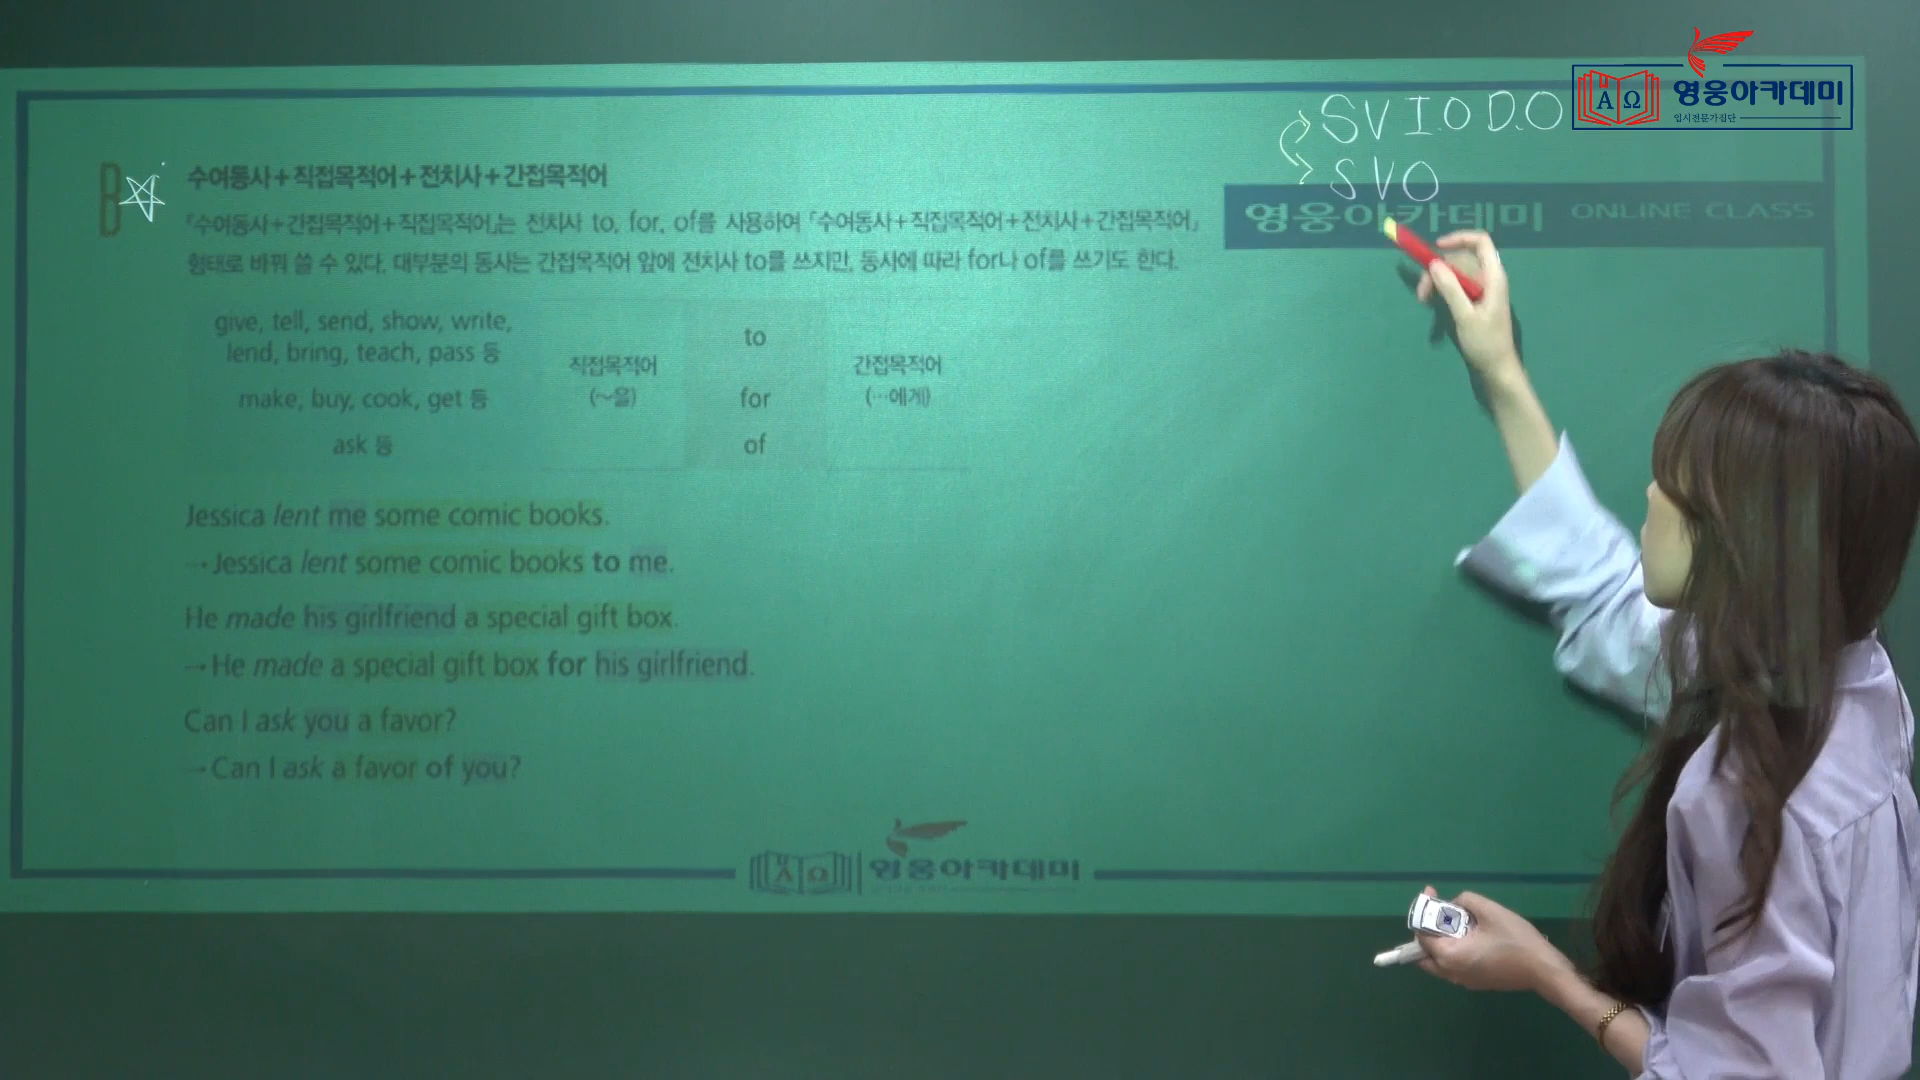 S V I.O D.O
S V O
영웅아카데미
입시전문가집단
A Ω
B
수여동사+직접목적어+전치사+간접목적어
『수여동사+간접목적어+직접목적어』는 전치사 to, for, of를 사용하여 『수여동사+직접목적어+전치사+간접목적어』
형태로 바꿔 쓸 수 있다. 대부분의 동사는 간접목적어 앞에 전치사 to를 쓰지만, 동사에 따라 for나 of를 쓰기도 한다.
영웅아카데미 ONLINE CLASS
give, tell, send, show, write,
lend, bring, teach, pass 등
make, buy, cook, get 등
ask 등
직접목적어
(~을)
to
for
of
간접목적어
(…에게)
Jessica lent me some comic books.
→ Jessica lent some comic books to me.
He made his girlfriend a special gift box.
→ He made a special gift box for his girlfriend.
Can I ask you a favor?
→ Can I ask a favor of you?
A Ω 영웅아카데미